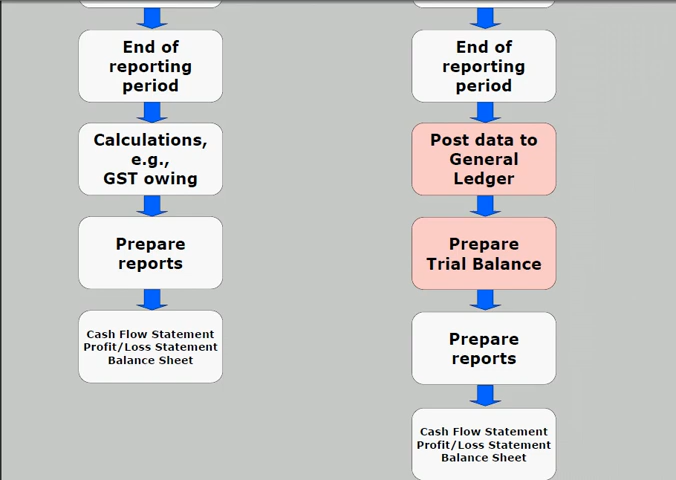 End of
reporting
period
Calculations,
e.g.,
GST owing
Prepare
reports
Cash Flow Statement
Profit/Loss Statement
Balance Sheet
End of
reporting
period
Post data to
General
Ledger
Prepare
Trial Balance
Prepare
reports
Cash Flow Statement
Profit/Loss Statement
Balance Sheet